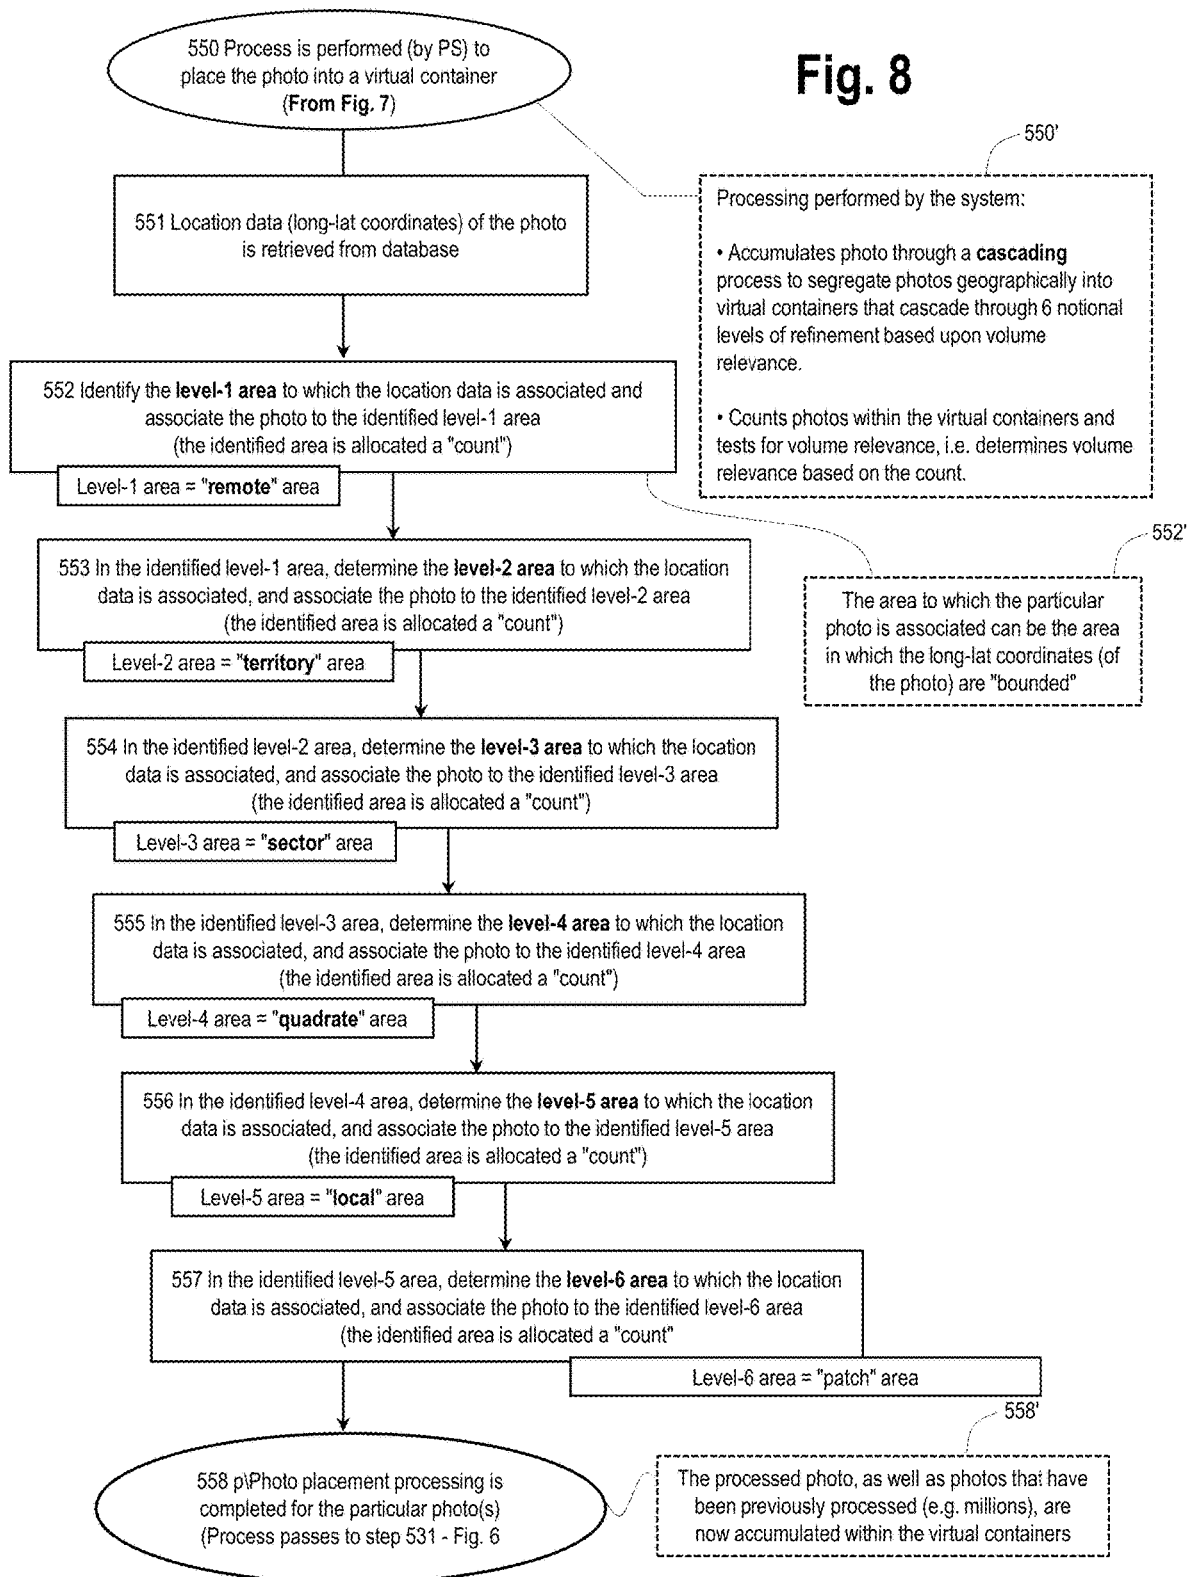 550 Process is performed (by PS) to
place the photo into a virtual container
(From Fig. 7)
Fig. 8
550'
551 Location data (long-lat coordinates) of the photo
is retrieved from database
Processing performed by the system:
• Accumulates photo through a cascading
process to segregate photos geographically into
virtual containers that cascade through 6 notional
levels of refinement based upon volume
relevance.
• Counts photos within the virtual containers and
tests for volume relevance, i.e. determines volume
relevance based on the count.
552 Identify the level-1 area to which the location data is associated and
associate the photo to the identified level-1 area
(the identified area is allocated a "count")
Level-1 area = "remote" area
552'
The area to which the particular
photo is associated can be the area
in which the long-lat coordinates (of
the photo) are "bounded"
553 In the identified level-1 area, determine the level-2 area to which the location
data is associated, and associate the photo to the identified level-2 area
(the identified area is allocated a "count")
Level-2 area = "territory" area
554 In the identified level-2 area, determine the level-3 area to which the location
data is associated, and associate the photo to the identified level-3 area
(the identified area is allocated a "count")
Level-3 area = "sector" area
555 In the identified level-3 area, determine the level-4 area to which the location
data is associated, and associate the photo to the identified level-4 area
(the identified area is allocated a "count")
Level-4 area = "quadrate" area
556 In the identified level-4 area, determine the level-5 area to which the location
data is associated, and associate the photo to the identified level-5 area
(the identified area is allocated a "count")
Level-5 area = "local" area
557 In the identified level-5 area, determine the level-6 area to which the location
data is associated, and associate the photo to the identified level-6 area
(the identified area is allocated a "count"
Level-6 area = "patch" area
558'
558 p\Photo placement processing is
completed for the particular photo(s)
(Process passes to step 531 - Fig. 6
The processed photo, as well as photos that have
been previously processed (e.g. millions), are
now accumulated within the virtual containers